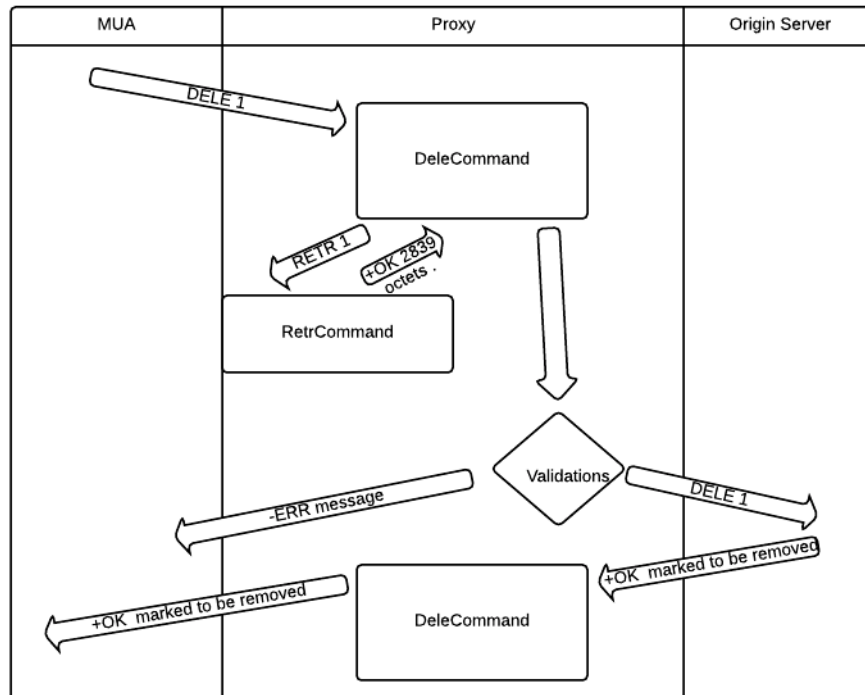 MUA
Proxy
Origin Server
DELE 1
DeleCommand
RETR 1
+OK 2839
octets .
RetrCommand
Validations
-ERR message
DELE 1
+OK  marked to be removed
+OK  marked to be removed
DeleCommand